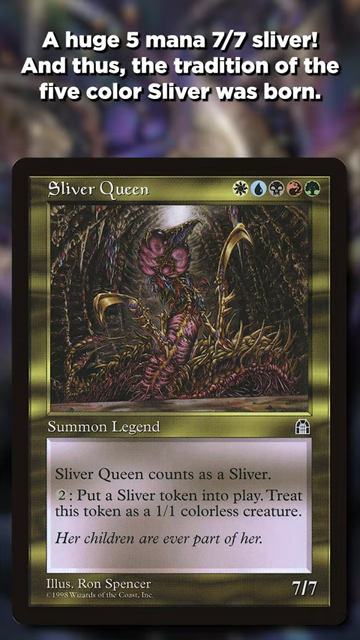 A huge 5 mana 7/7 sliver!
And thus, the tradition of the
five color Sliver was born.
Sliver Queen
Summon Legend
Sliver Queen counts as a Sliver.
2: Put a Sliver token into play. Treat
this token as a 1/1 colorless creature.
Her children are ever part of her.
Illus. Ron Spencer
©1998 Wizards of the Coast, Inc.
7/7